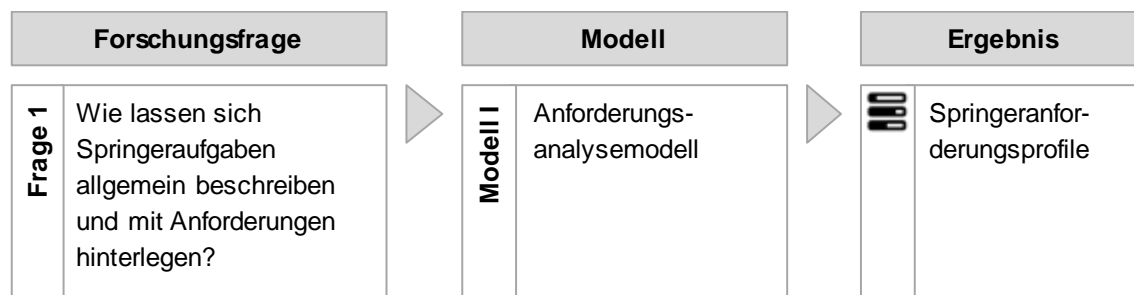 Forschungsfrage
Modell
Ergebnis
Frage 1
Wie lassen sich
Springeraufgaben
allgemein beschreiben
und mit Anforderungen
hinterlegen?
Modell I
Anforderungs-
analysemodell
Springeranfor-
derungsprofile